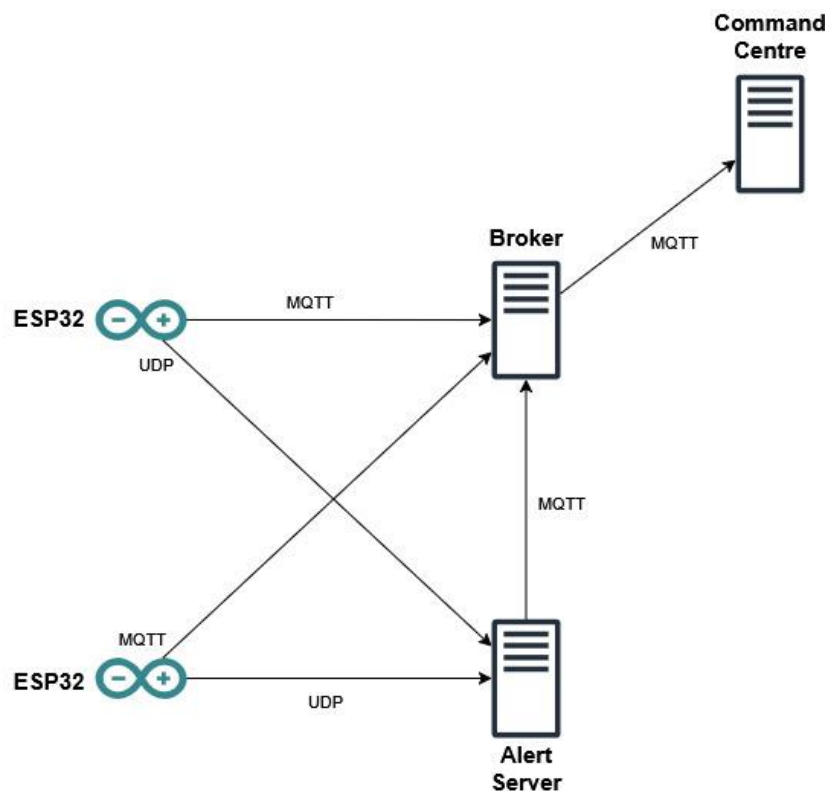 Command
Centre
MQTT
Broker
ESP32
MQTT
UDP
MQTT
MQTT
ESP32
UDP
Alert
Server